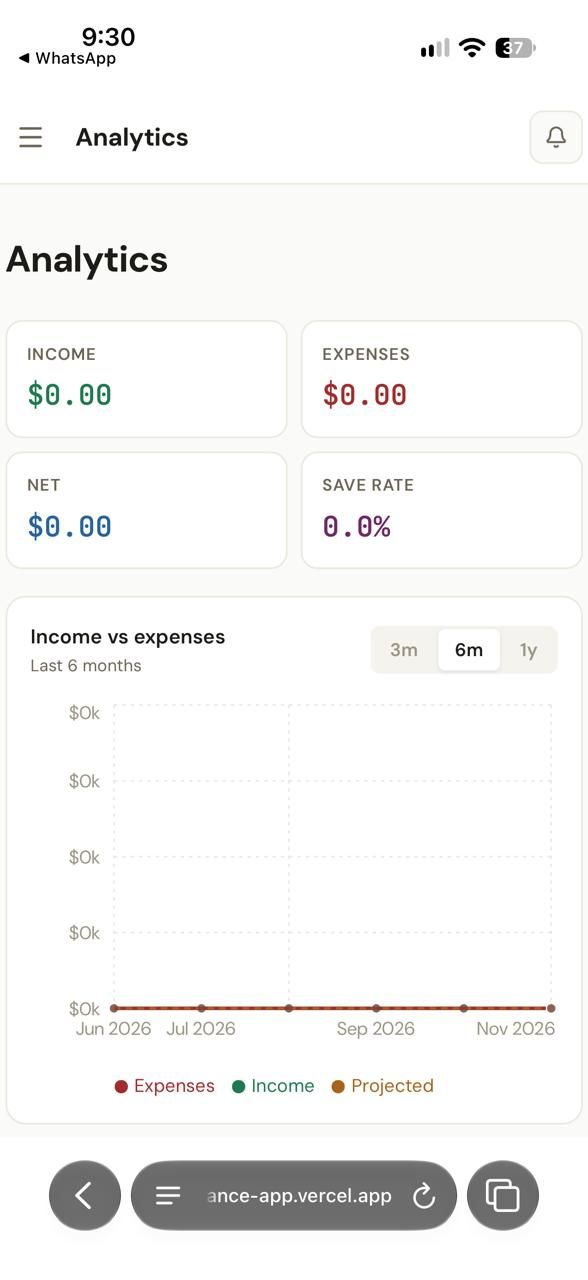 9:30
◀ WhatsApp
37
Analytics
Analytics
INCOME
$0.00
EXPENSES
$0.00
NET
$0.00
SAVE RATE
0.0%
Income vs expenses
Last 6 months
3m 6m 1y
$0k
$0k
$0k
$0k
$0k
Jun 2026 Jul 2026 Sep 2026 Nov 2026
Expenses Income Projected
ance-app.vercel.app